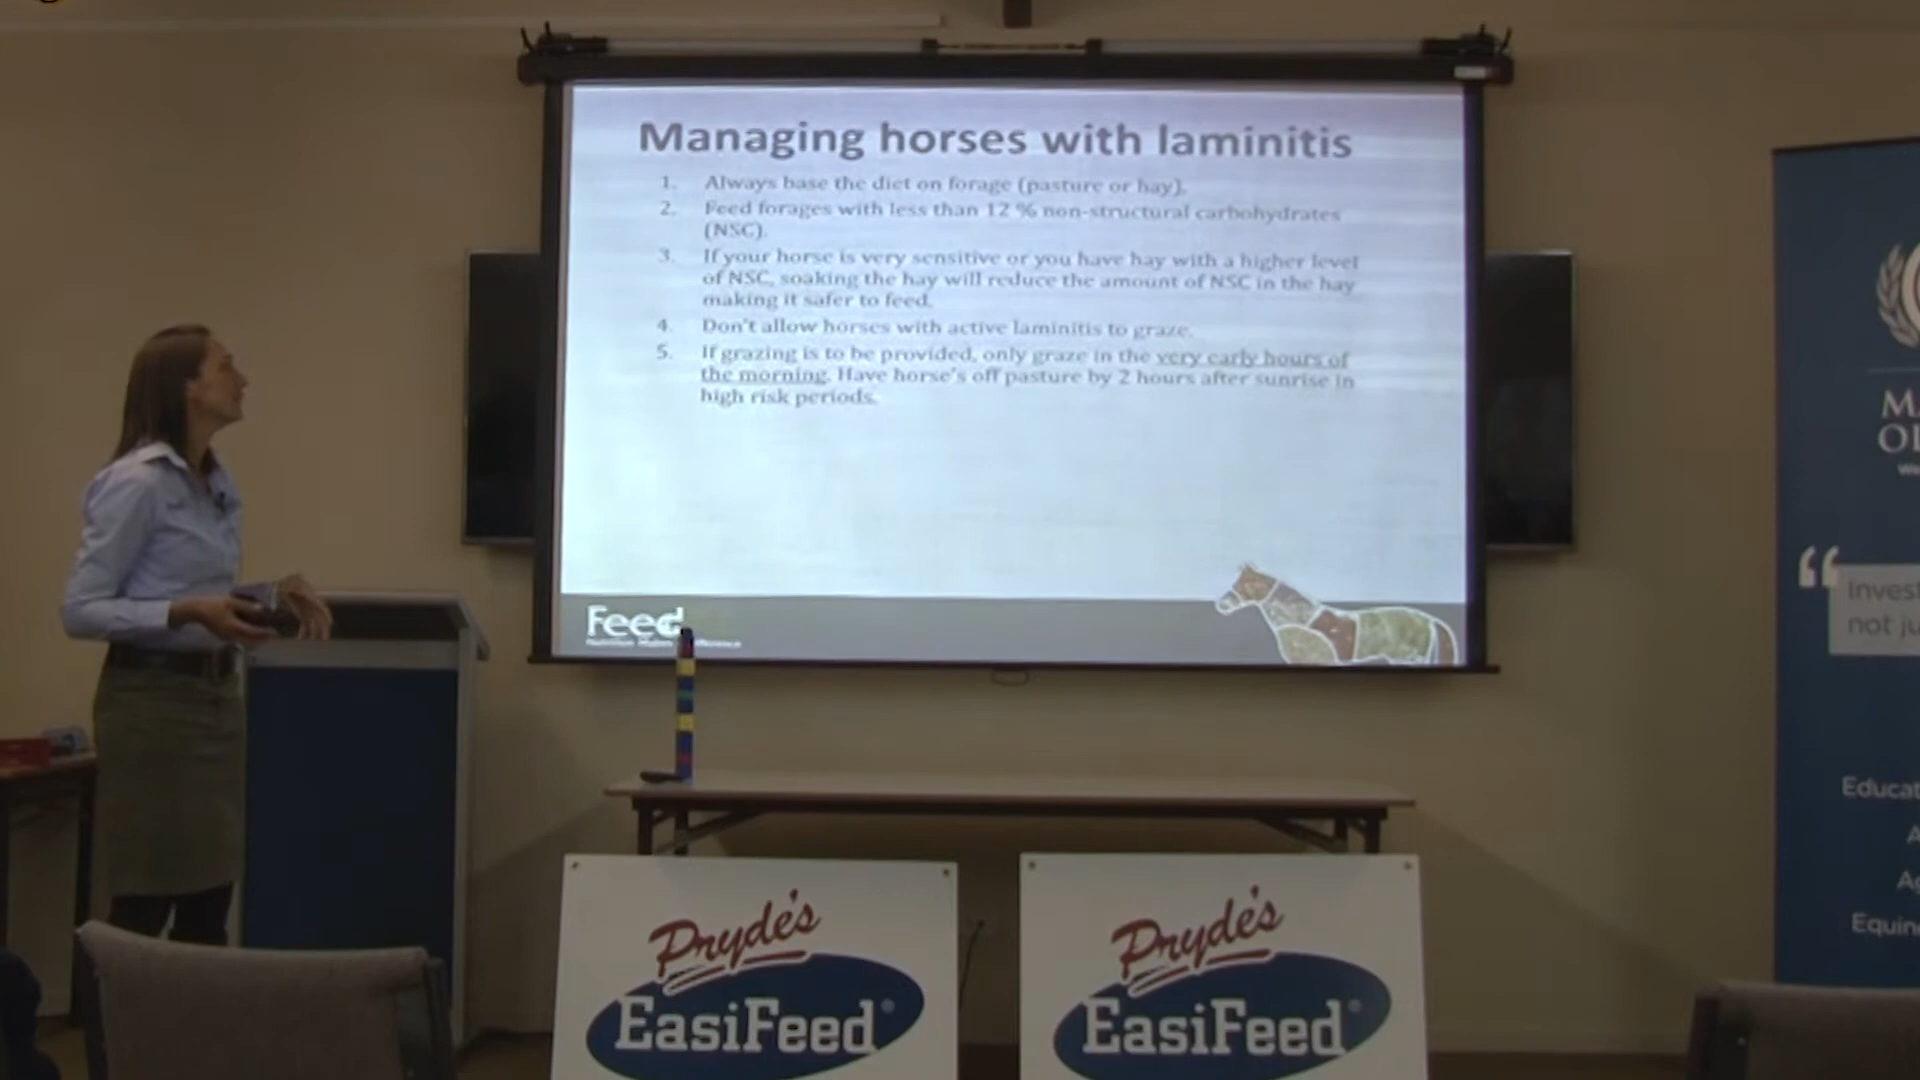 Managing horses with laminitis
1. Always base the diet on forage (pasture or hay).
2. Feed forages with less than 12 % non-structural carbohydrates
(NSC).
3. If your horse is very sensitive or you have hay with a higher level
of NSC, soaking the hay will reduce the amount of NSC in the hay
making it safer to feed.
4. Don't allow horses with active laminitis to graze.
5. If grazing is to be provided, only graze in the very early hours of
the morning. Have horse's off pasture by 2 hours after sunrise in
high risk periods.
Feed
Nutrition
“
not
Pryde's
EasiFeed®
Pryde's
EasiFeed®